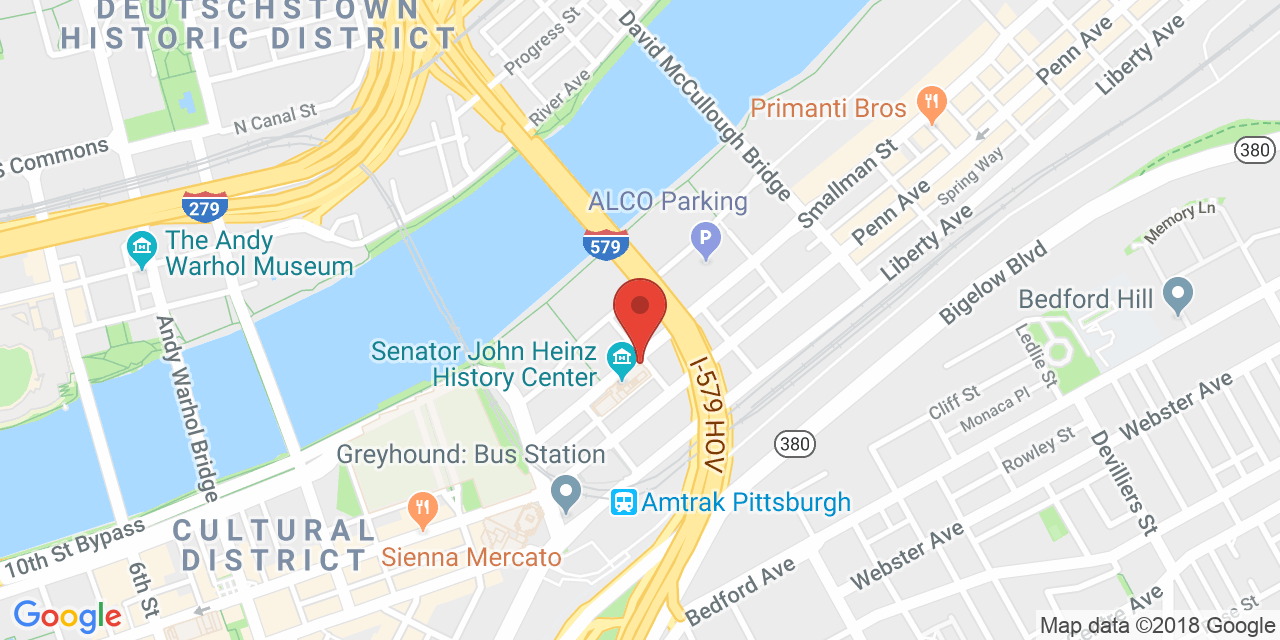 DEUTSCHSTOWN
HISTORIC DISTRICT
Progress St
River Ave
N Canal St
S Commons
279
The Andy
Warhol Museum
Andy Warhol Bridge
David McCullough Bridge
Primanti Bros
Penn Ave
Liberty Ave
380
Smallman St
Spring Way
Penn Ave
Liberty Ave
ALCO Parking
P
579
Memory Ln
Bigelow Blvd
Bedford Hill
Senator John Heinz
History Center
I-579 HOV
Ledlie St
Cliff St
Monaca Pl
Rowley St
Webster Ave
Devilliers St
380
Greyhound: Bus Station
Amtrak Pittsburgh
CULTURAL
DISTRICT
Sienna Mercato
10th St Bypass
6th St
Webster Ave
Bedford Ave
Google
Map data ©2018 Google